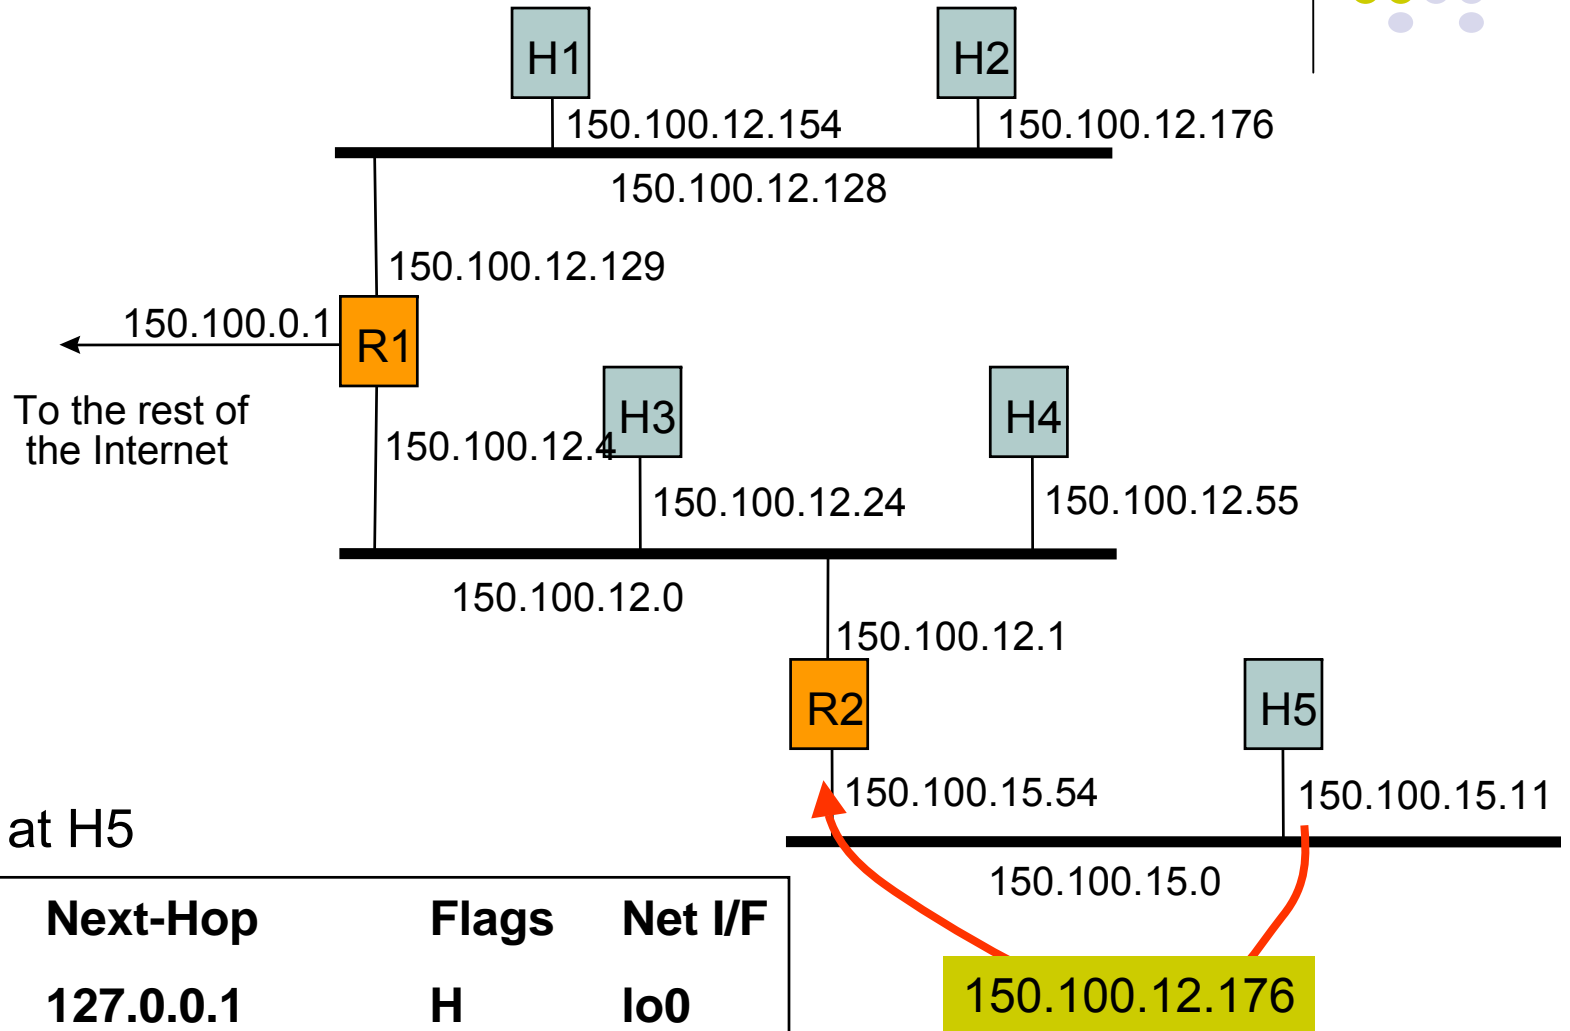 H1
H2
150.100.12.154
150.100.12.176
150.100.12.128
150.100.12.129
150.100.0.1
R1
To the rest of
the Internet
H3
H4
150.100.12.4
150.100.12.24
150.100.12.55
150.100.12.0
150.100.12.1
R2
H5
150.100.15.54
150.100.15.11
at H5
150.100.15.0
Next-Hop Flags Net I/F
127.0.0.1 H lo0
150.100.12.176